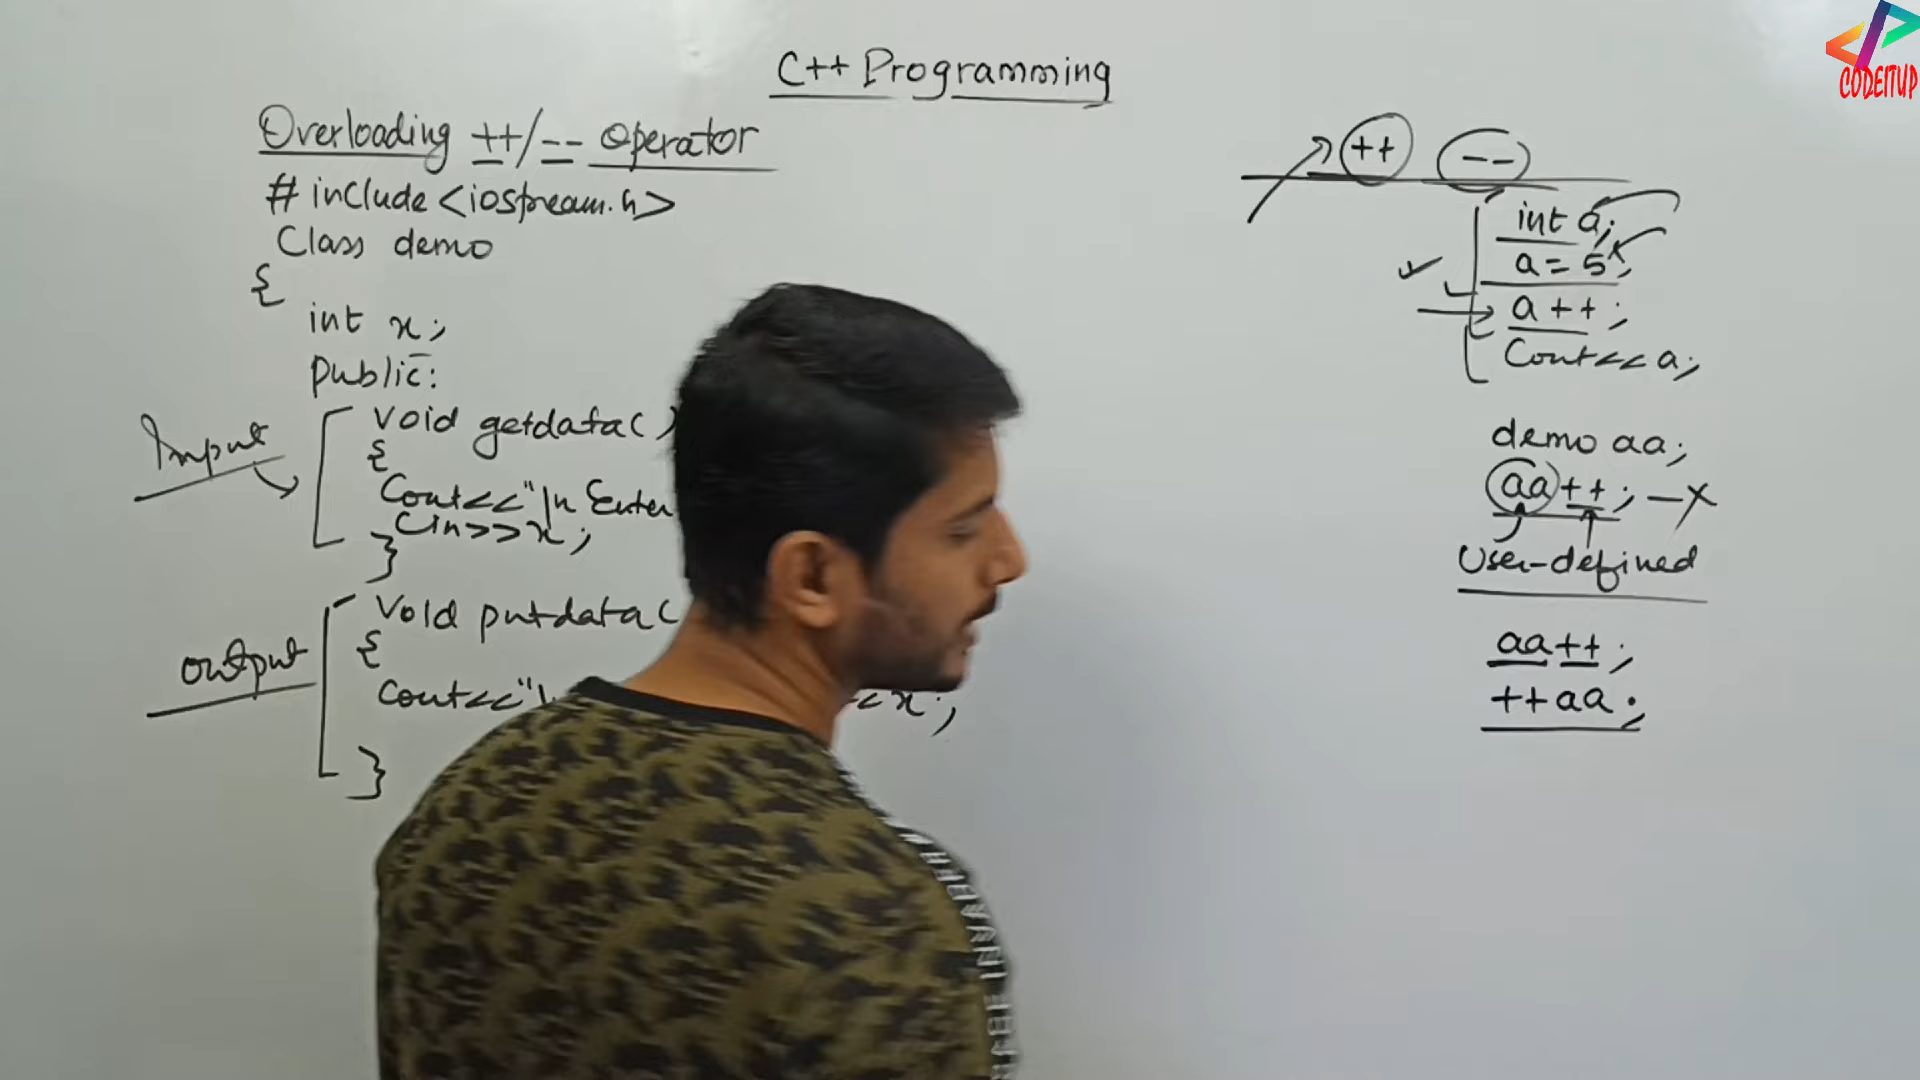 C++ Programming
CODEITUP
Overloading ++/-- operator
# include <iostream.h>
Class demo
{
int x;
public:
Input
void getdata()
{
Cout<<"\n Enter
Cin>>x;
}
output
Void putdata(
{
Cout<<"\
<x;
}
++ --
int a;
a = 5;
a++;
Cout<< a;
demo aa;
aa++; –X
User-defined
aa++;
++aa;